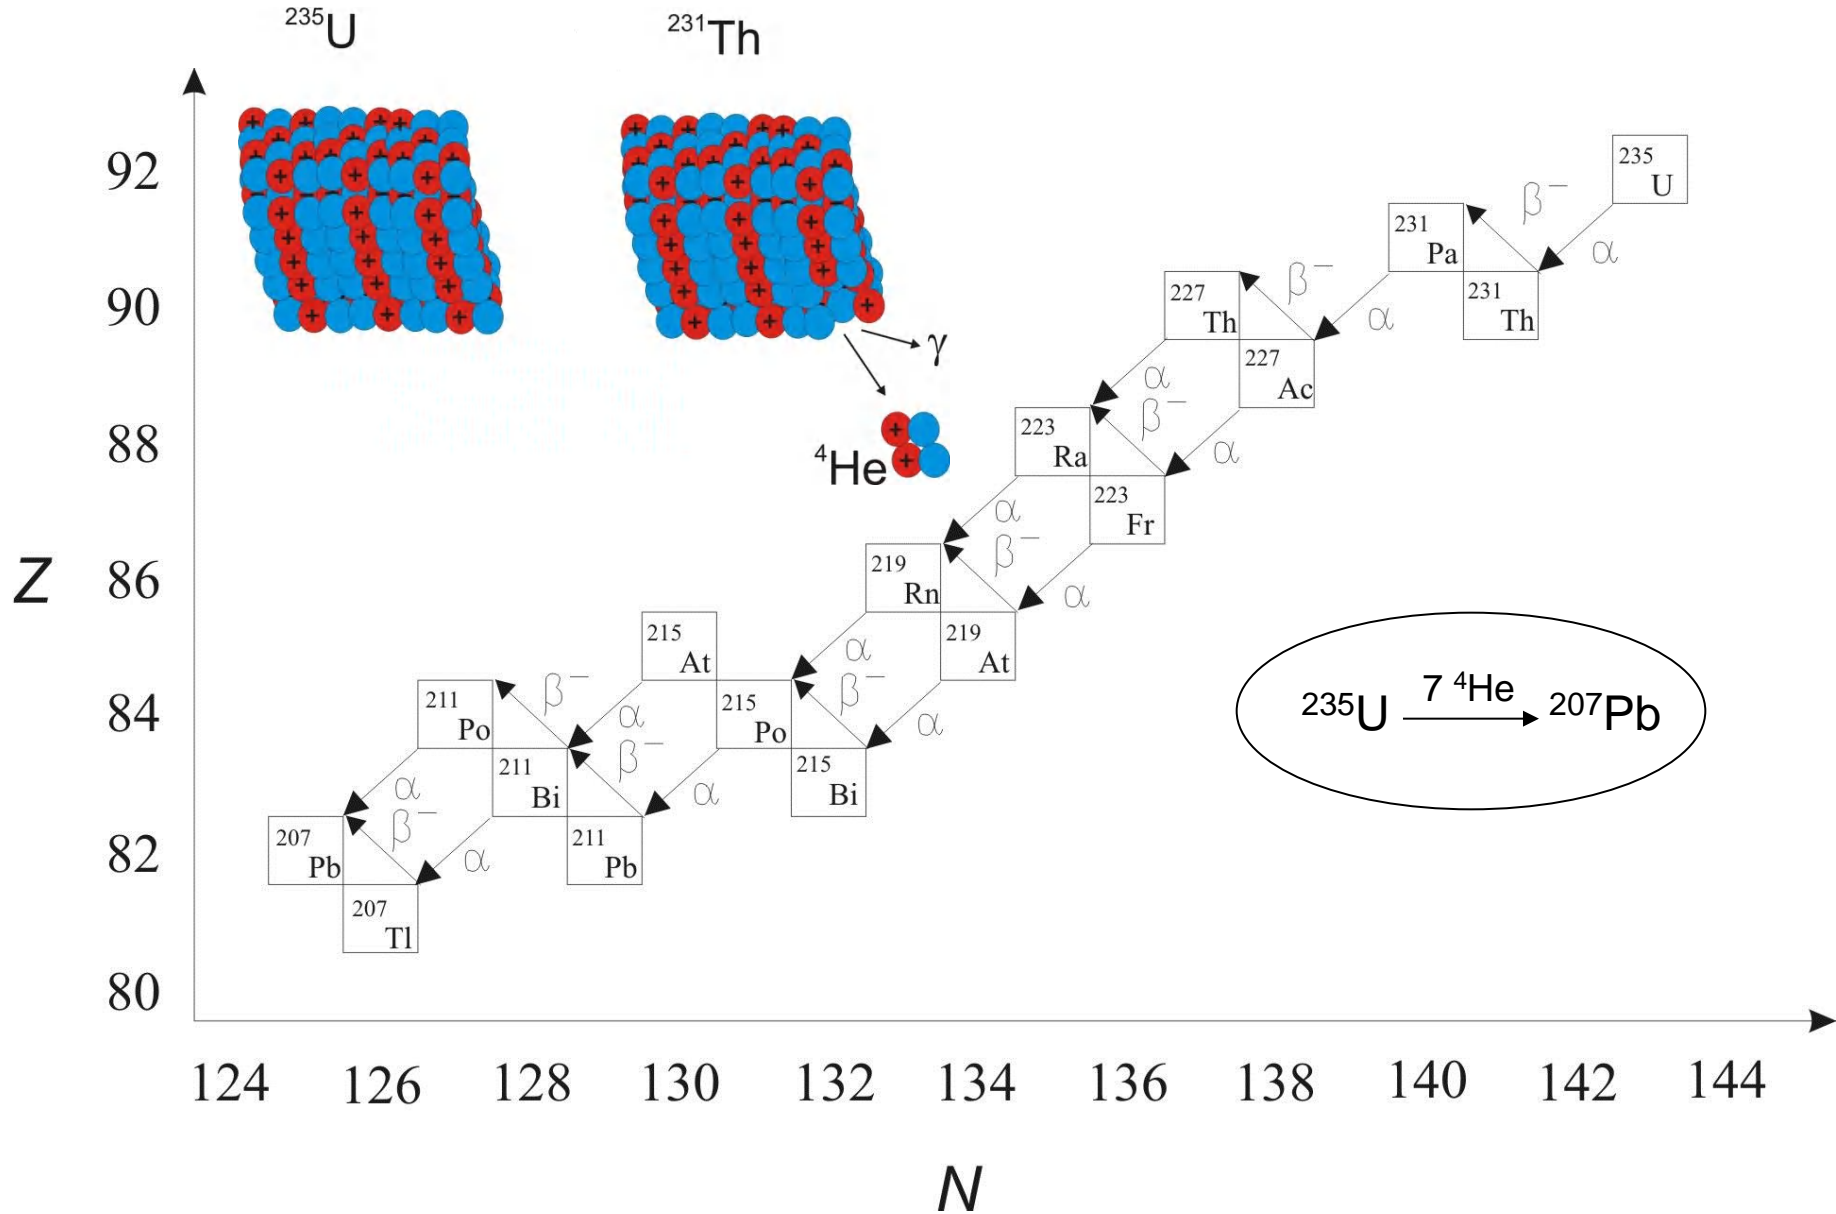 ²³⁵U
²³¹Th
γ
⁴He
Z
92
90
88
86
84
82
80
235 U
β⁻
α
231 Pa
231 Th
β⁻
α
227 Th
227 Ac
α
β⁻
α
223 Ra
223 Fr
α
β⁻
α
219 Rn
219 At
α
β⁻
α
215 At
215 Po
215 Bi
β⁻
α
β⁻
α
211 Po
211 Bi
211 Pb
α
β⁻
α
207 Pb
207 Tl
²³⁵U 7 ⁴He ²⁰⁷Pb
124 126 128 130 132 134 136 138 140 142 144
N